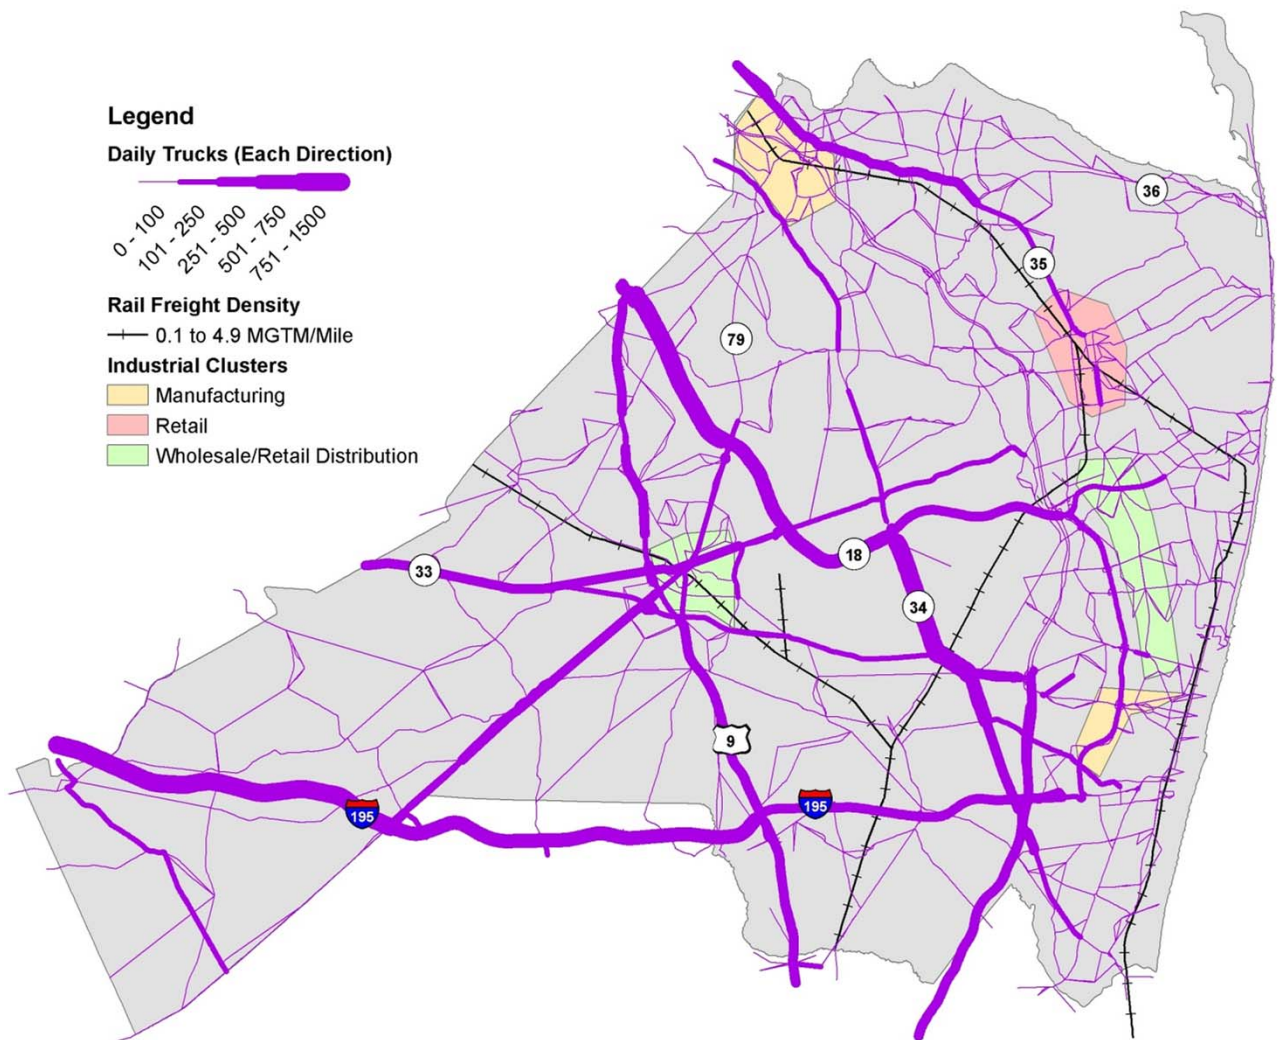 Legend
Daily Trucks (Each Direction)
0 - 100
101 - 250
251 - 500
501 - 750
751 - 1500
Rail Freight Density
0.1 to 4.9 MGTM/Mile
Industrial Clusters
Manufacturing
Retail
Wholesale/Retail Distribution
36
35
79
18
33
34
9
195
195